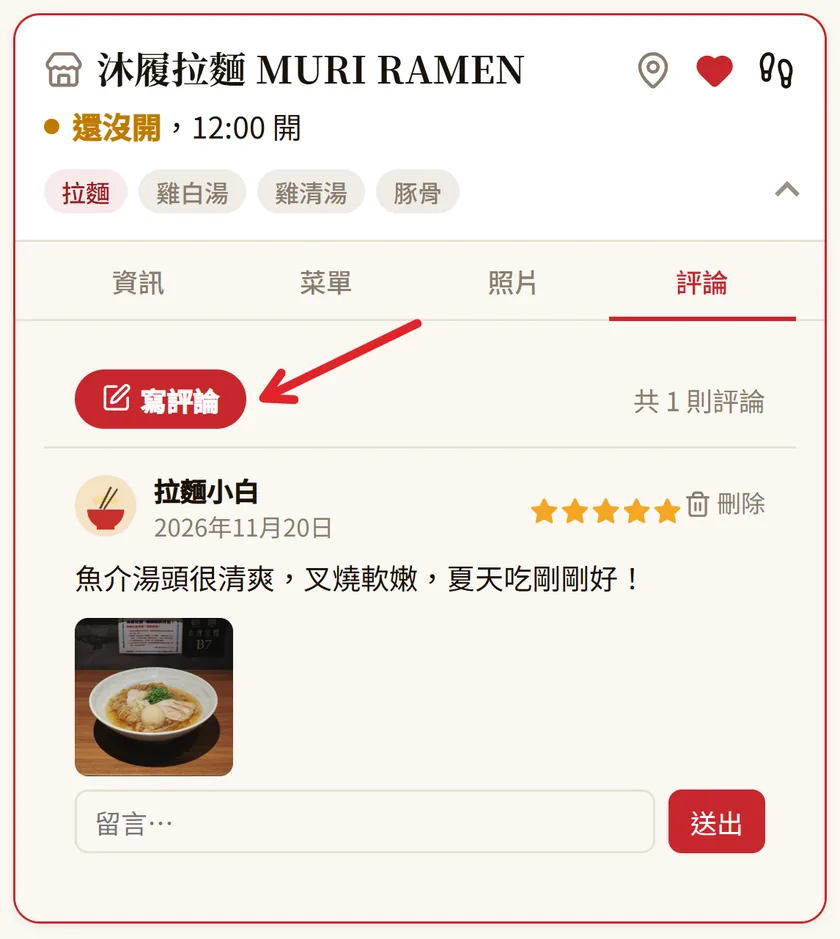 沐履拉麵 MURI RAMEN
還沒開，12:00 開
拉麵 雞白湯 雞清湯 豚骨
資訊 菜單 照片 評論
寫評論 共 1 則評論
拉麵小白
2026年11月20日
刪除
魚介湯頭很清爽，叉燒軟嫩，夏天吃剛剛好！
B7
留言⋯ 送出